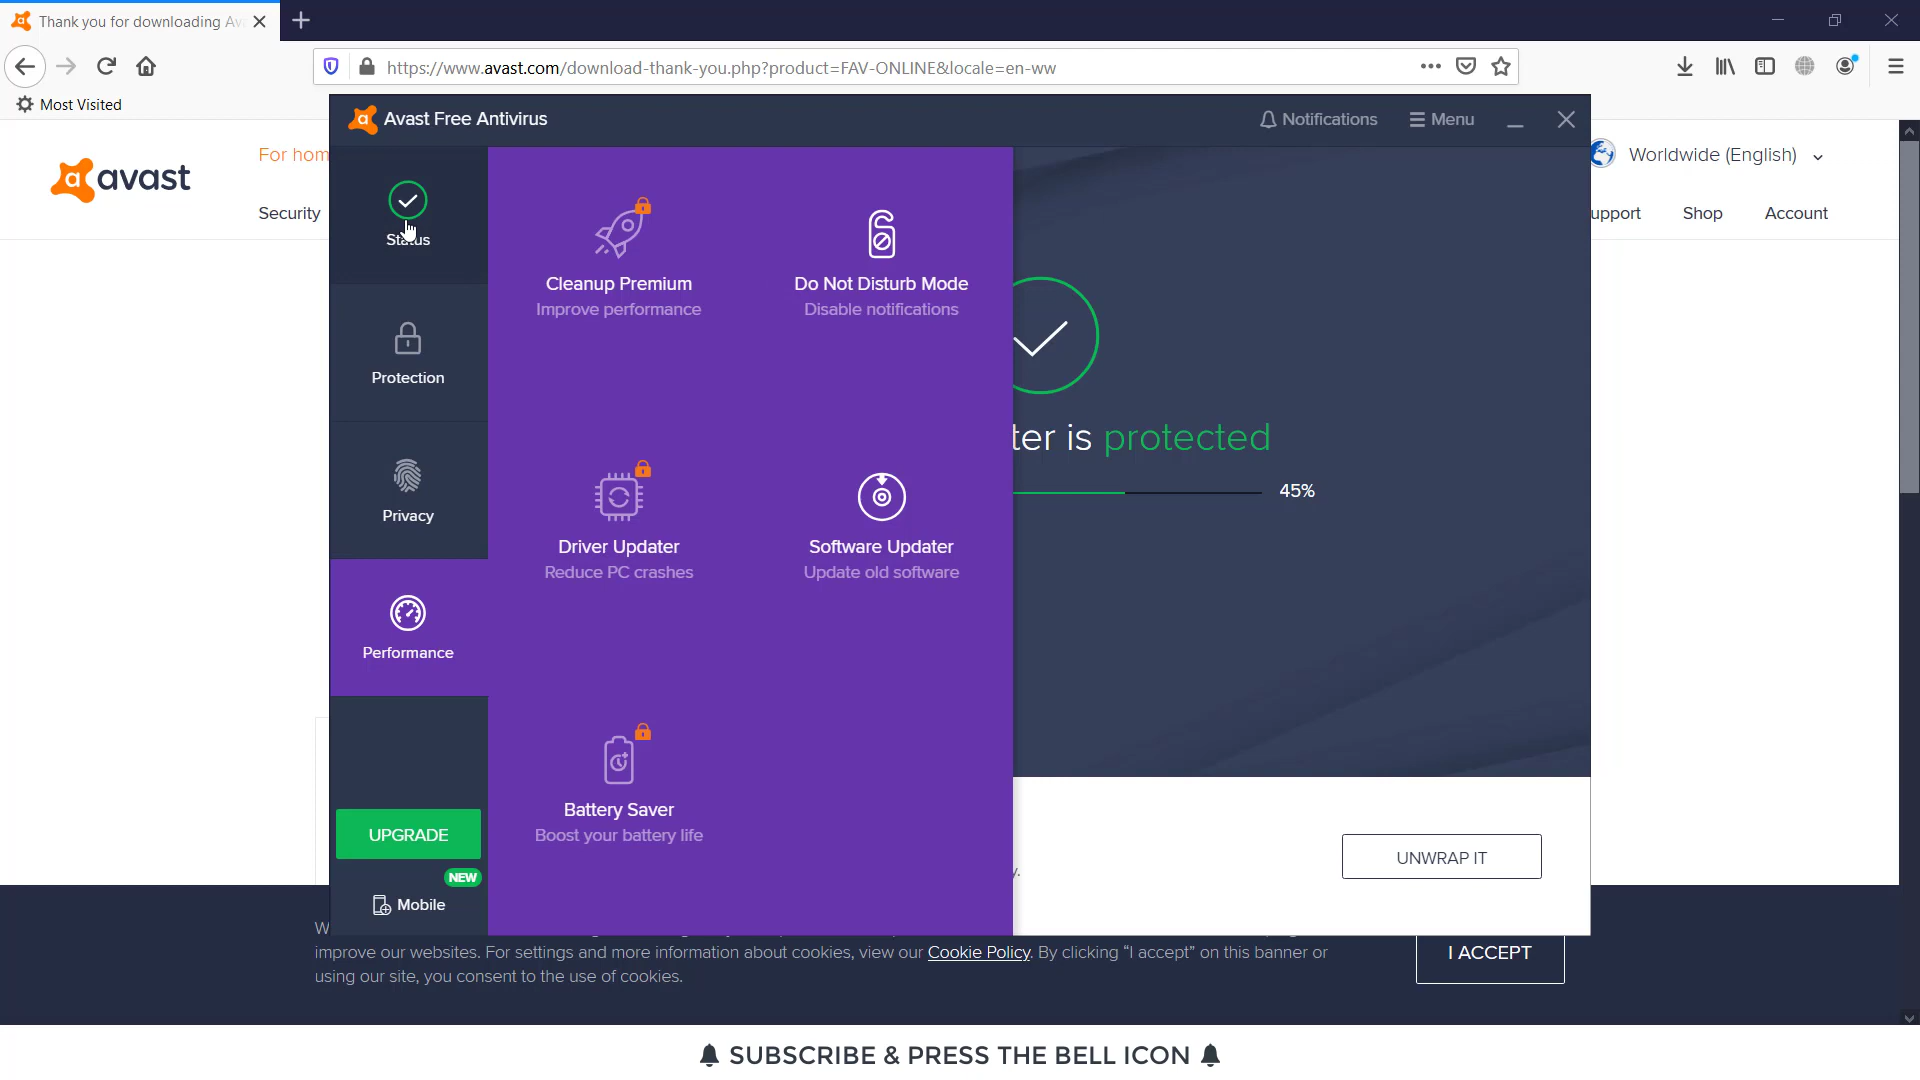 Thank you for downloading Av
https://www.avast.com/download-thank-you.php?product=FAV-ONLINE&locale=en-ww
Most Visited
Avast Free Antivirus
Notifications
Menu
avast
For hom
Worldwide (English)
Security
upport
Shop
Account
Status
Protection
Privacy
Performance
UPGRADE
NEW
Mobile
Cleanup Premium
Improve performance
Do Not Disturb Mode
Disable notifications
Driver Updater
Reduce PC crashes
Software Updater
Update old software
Battery Saver
Boost your battery life
ter is protected
45%
y.
UNWRAP IT
W
improve our websites. For settings and more information about cookies, view our Cookie Policy. By clicking “I accept” on this banner or
using our site, you consent to the use of cookies.
I ACCEPT
SUBSCRIBE & PRESS THE BELL ICON